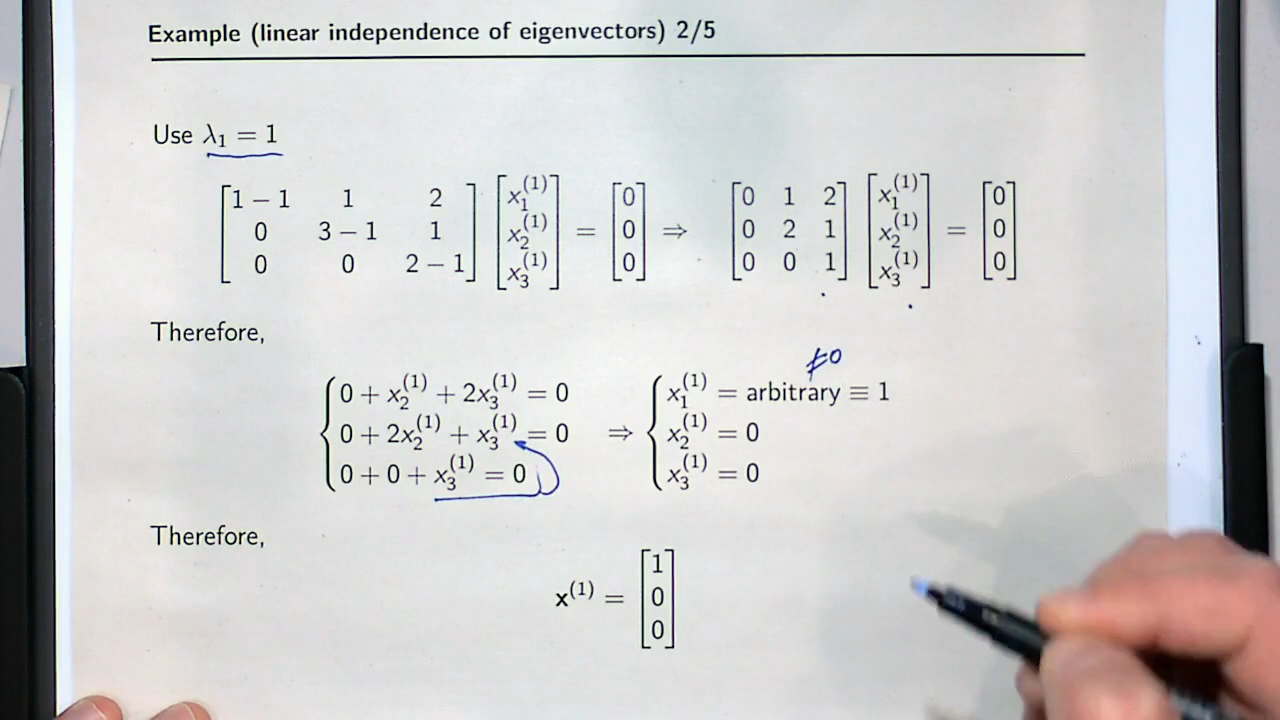 Example (linear independence of eigenvectors) 2/5
Use λ₁ = 1
[1 − 1 1 2; 0 3 − 1 1; 0 0 2 − 1] [x₁⁽¹⁾; x₂⁽¹⁾; x₃⁽¹⁾] = [0; 0; 0] ⇒ [0 1 2; 0 2 1; 0 0 1] [x₁⁽¹⁾; x₂⁽¹⁾; x₃⁽¹⁾] = [0; 0; 0]
Therefore,
≠0
0 + x₂⁽¹⁾ + 2x₃⁽¹⁾ = 0 x₁⁽¹⁾ = arbitrary ≡ 1
0 + 2x₂⁽¹⁾ + x₃⁽¹⁾ = 0 ⇒ x₂⁽¹⁾ = 0
0 + 0 + x₃⁽¹⁾ = 0 x₃⁽¹⁾ = 0
Therefore,
x⁽¹⁾ = [1; 0; 0]